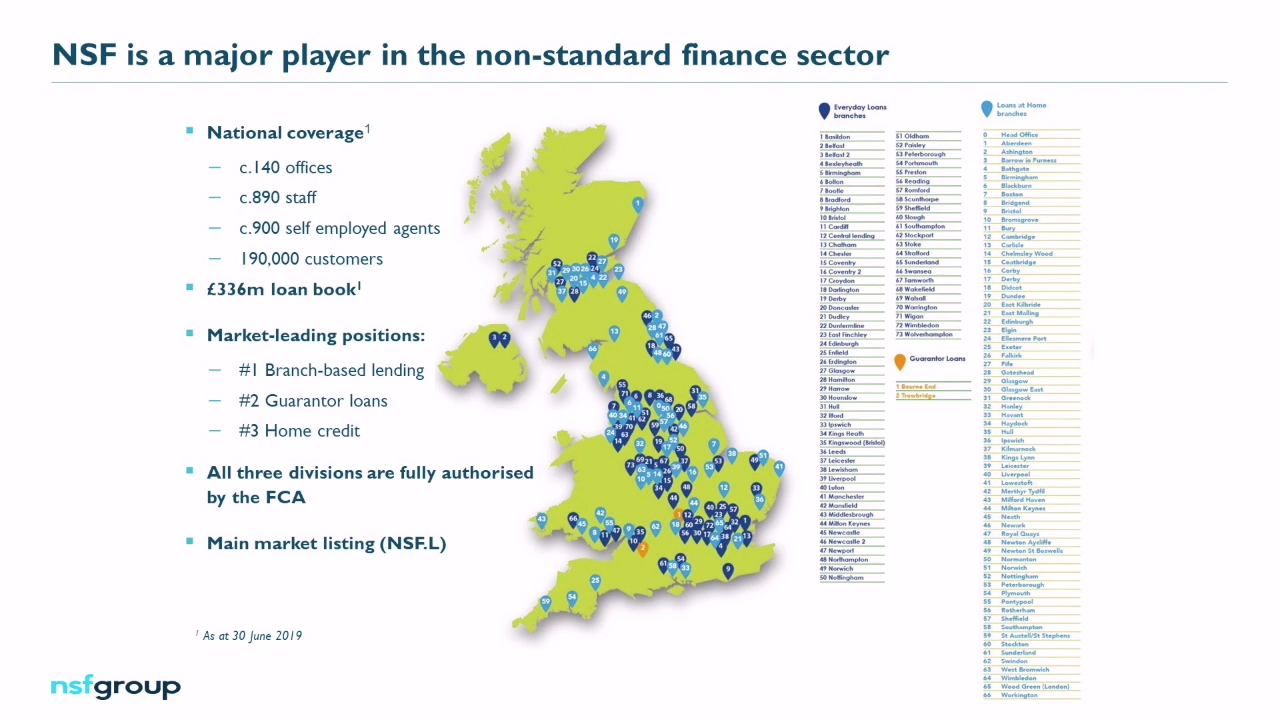 NSF is a major player in the non-standard finance sector
National coverage1
c.140 offices
c.890 staff
c.900 self employed agents
190,000 customers
£336m loan book1
Market-leading positions:
#1 Branch-based lending
#2 Guarantor loans
#3 Home credit
All three divisions are fully authorised
by the FCA
Main market listing (NSF.L)
1 As at 30 June 2019
nsfgroup
Everyday Loans
branches
1 Basildon
2 Belfast
3 Belfast 2
4 Bexleyheath
5 Birmingham
6 Bolton
7 Bootle
8 Bradford
9 Brighton
10 Bristol
11 Cardiff
12 Central lending
13 Chatham
14 Chester
15 Coventry
16 Coventry 2
17 Croydon
18 Darlington
19 Derby
20 Doncaster
21 Dudley
22 Dunfermline
23 East Finchley
24 Edinburgh
25 Enfield
26 Erdington
27 Glasgow
28 Hamilton
29 Harrow
30 Hounslow
31 Hull
32 Ilford
33 Ipswich
34 Kings Heath
35 Kingswood (Bristol)
36 Leeds
37 Leicester
38 Lewisham
39 Liverpool
40 Luton
41 Manchester
42 Mansfield
43 Middlesbrough
44 Milton Keynes
45 Newcastle
46 Newcastle 2
47 Newport
48 Northampton
49 Norwich
50 Nottingham
51 Oldham
52 Paisley
53 Peterborough
54 Portsmouth
55 Preston
56 Reading
57 Romford
58 Scunthorpe
59 Sheffield
60 Slough
61 Southampton
62 Stockport
63 Stoke
64 Stratford
65 Sunderland
66 Swansea
67 Tamworth
68 Wakefield
69 Walsall
70 Warrington
71 Wigan
72 Wimbledon
73 Wolverhampton
Guarantor Loans
1 Bourne End
2 Trowbridge
Loans at Home
branches
0 Head Office
1 Aberdeen
2 Ashington
3 Barrow in Furness
4 Bathgate
5 Birmingham
6 Blackburn
7 Boston
8 Bridgend
9 Bristol
10 Bromsgrove
11 Bury
12 Cambridge
13 Carlisle
14 Chelmsley Wood
15 Coatbridge
16 Corby
17 Derby
18 Didcot
19 Dundee
20 East Kilbride
21 East Malling
22 Edinburgh
23 Elgin
24 Ellesmere Port
25 Exeter
26 Falkirk
27 Fife
28 Gateshead
29 Glasgow
30 Glasgow East
31 Greenock
32 Hanley
33 Havant
34 Haydock
35 Hull
36 Ipswich
37 Kilmarnock
38 Kings Lynn
39 Leicester
40 Liverpool
41 Lowestoft
42 Merthyr Tydfil
43 Milford Haven
44 Milton Keynes
45 Neath
46 Newark
47 Royal Quays
48 Newton Aycliffe
49 Newton St Boswells
50 Normanton
51 Norwich
52 Nottingham
53 Peterborough
54 Plymouth
55 Pontypool
56 Rotherham
57 Sheffield
58 Southampton
59 St Austell/St Stephens
60 Stockton
61 Sunderland
62 Swindon
63 West Bromwich
64 Wimbledon
65 Wood Green (London)
66 Workington